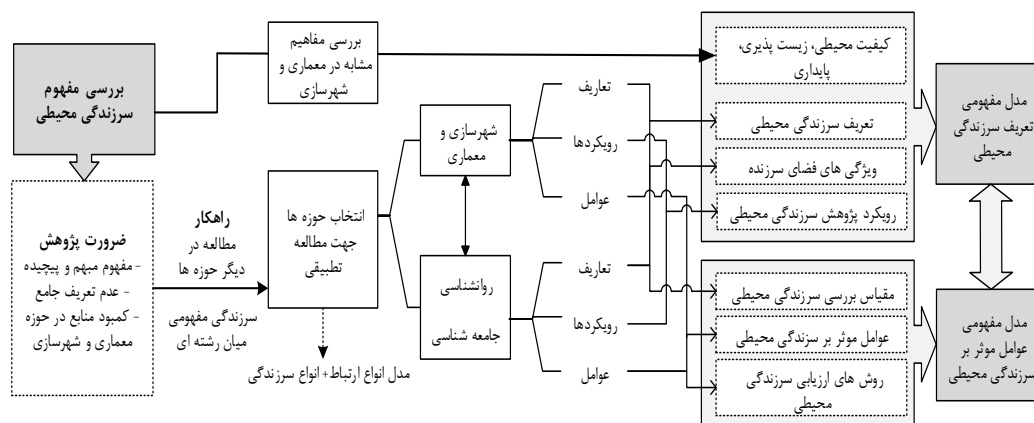 بررسی مفهوم
سرزندگی محیطی
ضرورت پژوهش
- مفهوم مبهم و پیچیده
- عدم تعریف جامع
- کمبود منابع در حوزه
معماری و شهرسازی
راهکار
مطالعه در
دیگر حوزه ها
سرزندگی مفهومی
میان رشته ای
بررسی مفاهیم
مشابه در معماری و
شهرسازی
انتخاب حوزه ها
جهت مطالعه
تطبیقی
مدل انواع ارتباط+ انواع سرزندگی
شهرسازی و
معماری
روانشناسی
جامعه شناسی
تعاریف
رویکردها
عوامل
تعاریف
رویکردها
عوامل
کیفیت محیطی، زیست پذیری،
پایداری
تعریف سرزندگی محیطی
ویژگی های فضای سرزنده
رویکرد پژوهش سرزندگی محیطی
مقیاس بررسی سرزندگی محیطی
عوامل موثر بر سزندگی محیطی
روش های ارزیابی سرزندگی
محیطی
مدل مفهومی
تعریف سرزندگی
محیطی
مدل مفهومی
عوامل موثر بر
سرزندگی محیطی